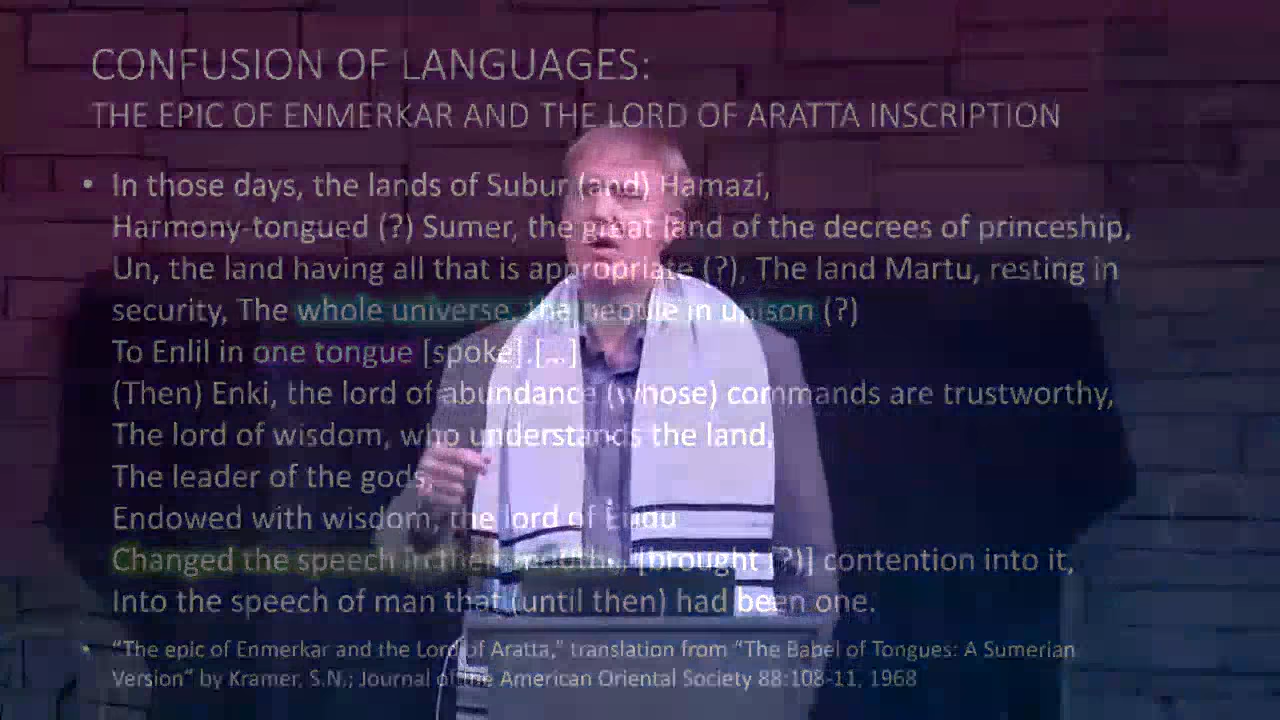 CONFUSION OF LANGUAGES:
THE EPIC OF ENMERKAR AND THE LORD OF ARATTA INSCRIPTION
• In those days, the lands of Subur (and) Hamazi,
Harmony-tongued (?) Sumer, the great land of the decrees of princeship,
Un, the land having all that is appropriate (?), The land Martu, resting in
security, The whole universe, the people in unison (?)
To Enlil in one tongue [spoke].[...]
(Then) Enki, the lord of abundance (whose) commands are trustworthy,
The lord of wisdom, who understands the land,
The leader of the gods,
Endowed with wisdom, the lord of Eridu
Changed the speech in their mouths, [brought (?)] contention into it,
Into the speech of man that (until then) had been one.
• “The epic of Enmerkar and the Lord of Aratta,” translation from “The Babel of Tongues: A Sumerian
Version” by Kramer, S.N.; Journal of the American Oriental Society 88:108-11, 1968